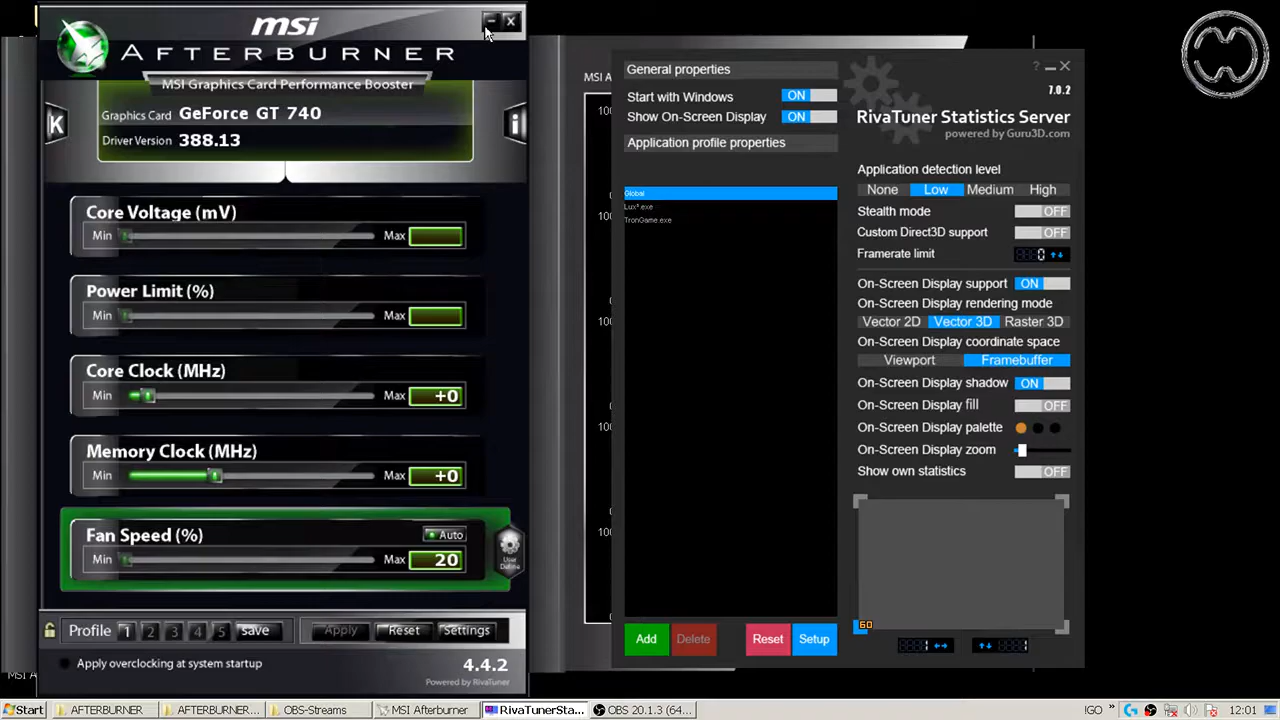 msi
AFTERBURNER
MSI Graphics Card Performance Booster
Graphics Card GeForce GT 740
Driver Version 388.13
K
i
Core Voltage (mV)
Min Max
Power Limit (%)
Min Max
Core Clock (MHz)
Min Max +0
Memory Clock (MHz)
Min Max +0
Fan Speed (%) Auto
Min Max 20
User Define
Profile 1 2 3 4 5 save Apply Reset Settings
Apply overclocking at system startup
4.4.2
Powered by RivaTuner
MSI A
General properties
Start with Windows ON
Show On-Screen Display ON
Application profile properties
Global
Lux³.exe
TronGame.exe
Add Delete Reset Setup
?
7.0.2
RivaTuner Statistics Server
powered by Guru3D.com
Application detection level
None Low Medium High
Stealth mode OFF
Custom Direct3D support OFF
Framerate limit 0
On-Screen Display support ON
On-Screen Display rendering mode
Vector 2D Vector 3D Raster 3D
On-Screen Display coordinate space
Viewport Framebuffer
On-Screen Display shadow ON
On-Screen Display fill OFF
On-Screen Display palette
On-Screen Display zoom
Show own statistics OFF
60
1 1
MSI A
Start AFTERBURNER AFTERBURNER... OBS-Streams MSI Afterburner RivaTunerSta... OBS 20.1.3 (64... IGO » 12:01